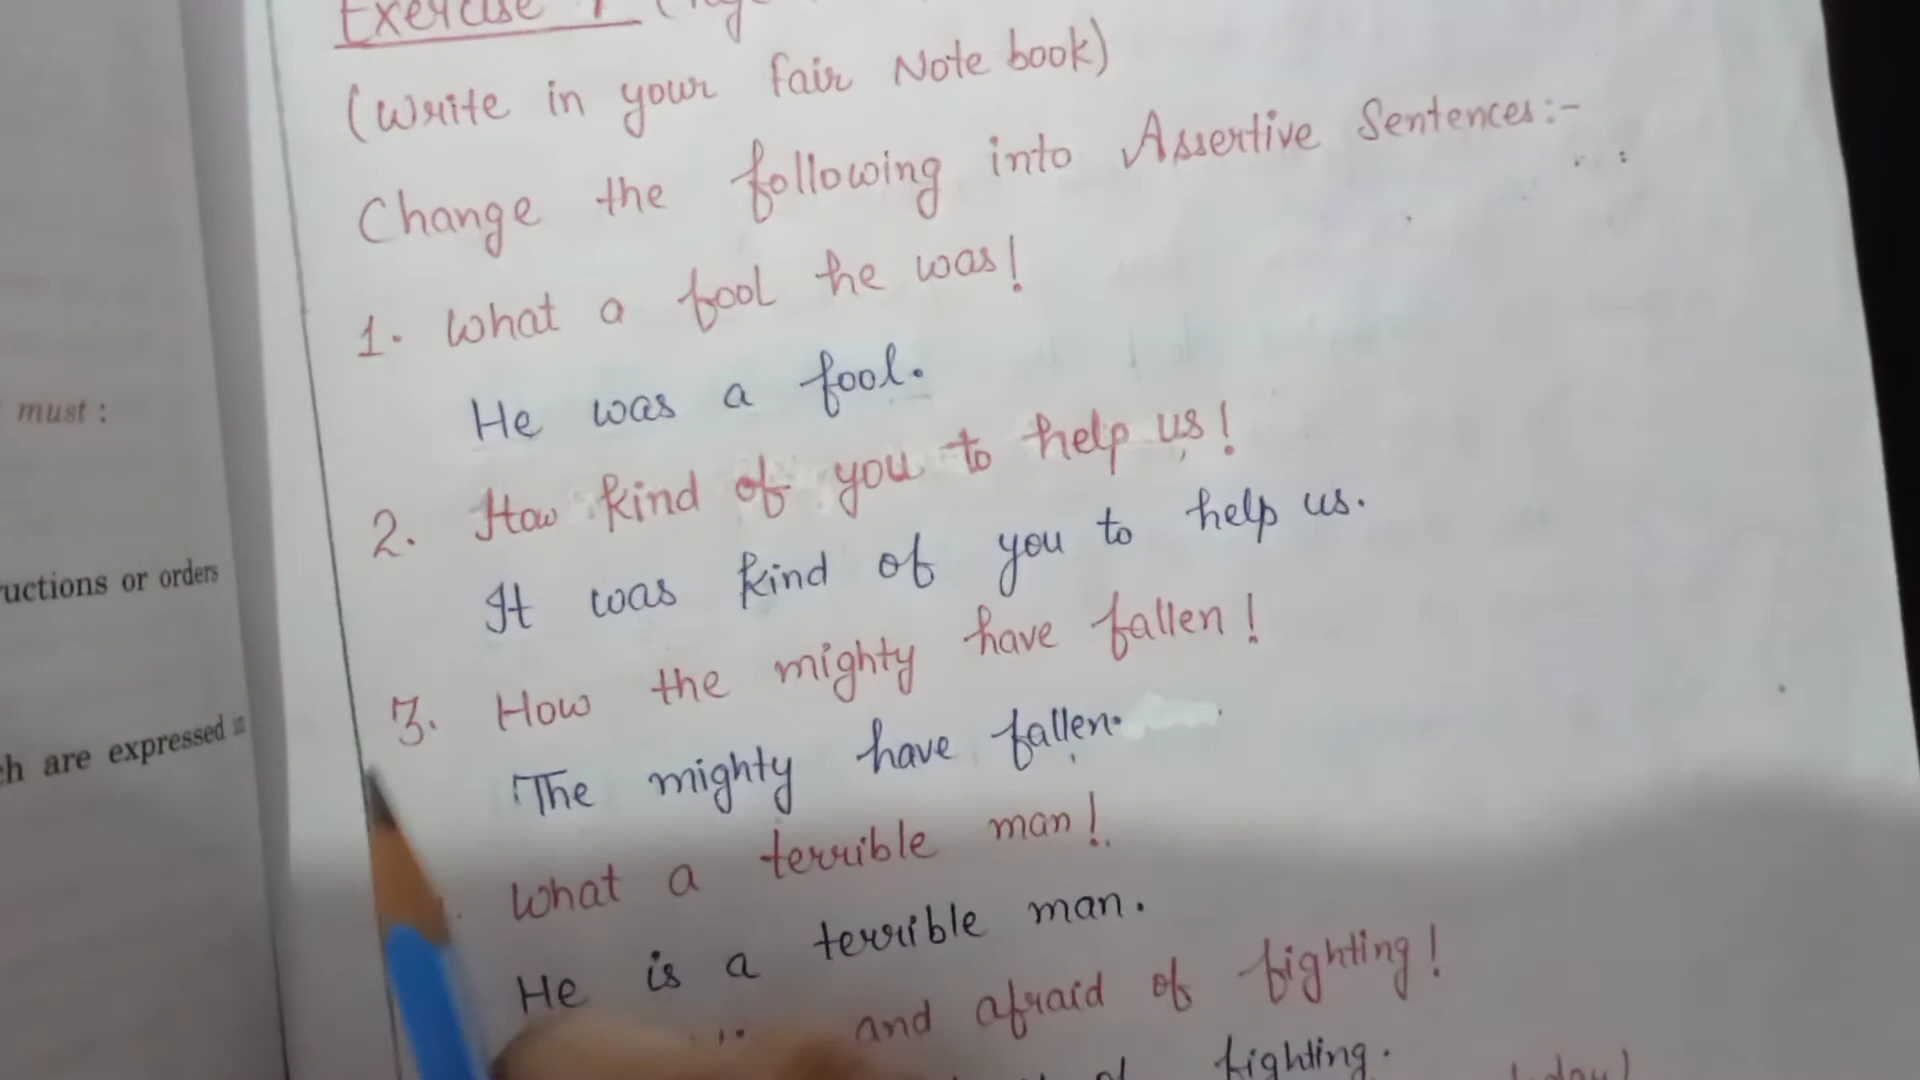 Exercise
(Write in your fair Note book)
Change the following into Assertive Sentences:-
1. What a fool he was!
He was a fool.
2. How kind of you to help us!
It was kind of you to help us.
3. How the mighty have fallen!
The mighty have fallen.
What a terrible man!
He is a terrible man.
and afraid of fighting!
of fighting.
must :
orders
or
are expressed